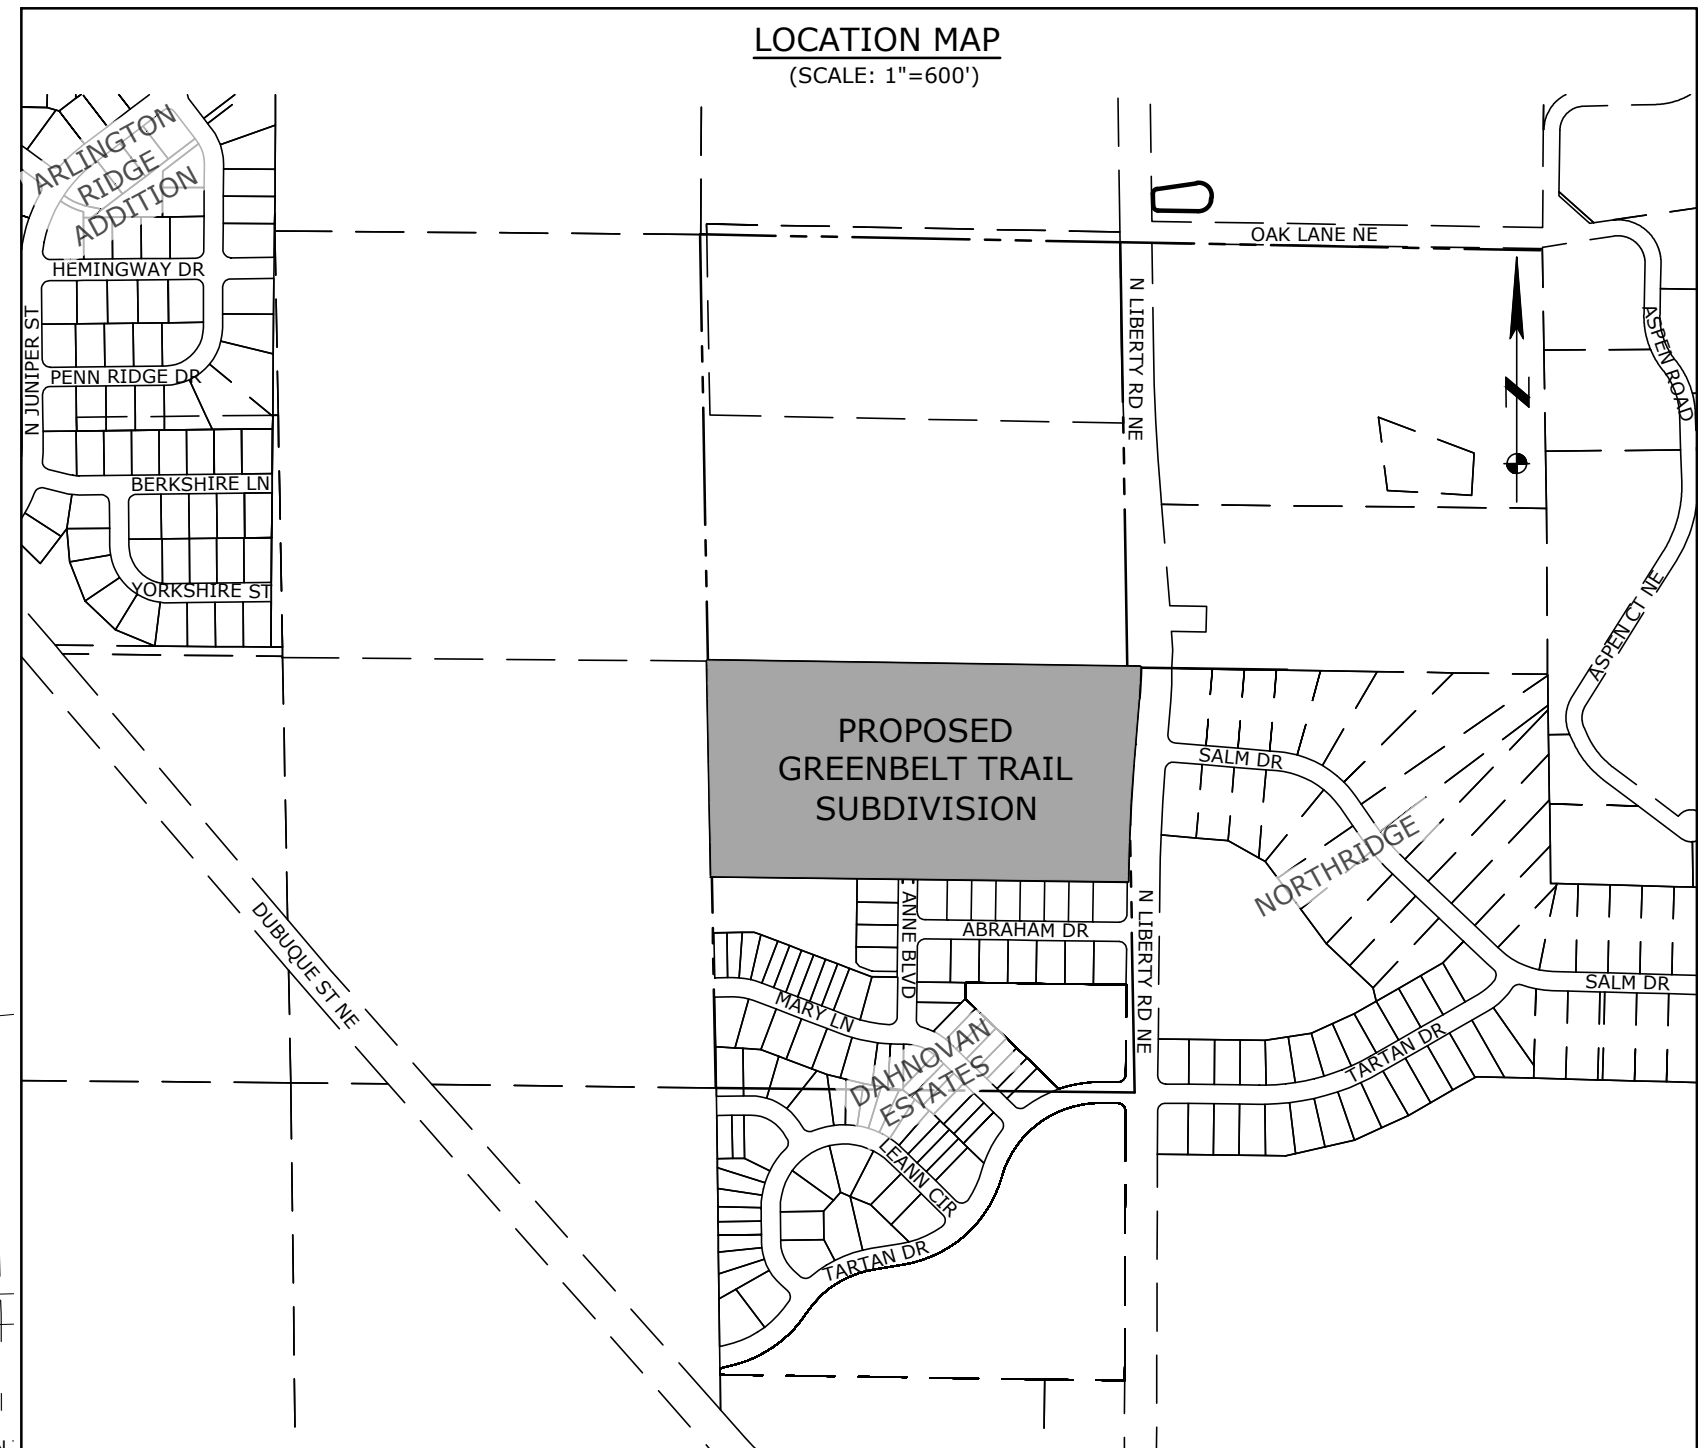 LOCATION MAP
(SCALE: 1"=600')
ARLINGTON
RIDGE
ADDITION
HEMINGWAY DR
N JUNIPER ST
PENN RIDGE DR
BERKSHIRE LN
YORKSHIRE ST
OAK LANE NE
N LIBERTY RD NE
ASPEN ROAD
N
ASPEN CT NE
PROPOSED
GREENBELT TRAIL
SUBDIVISION
SALM DR
NORTHRIDGE
DUBUQUE ST NE
ANNE BLVD
ABRAHAM DR
N LIBERTY RD NE
MARY LN
SALM DR
DAHNOVAN
ESTATES
TARTAN DR
LEANN CIR
TARTAN DR